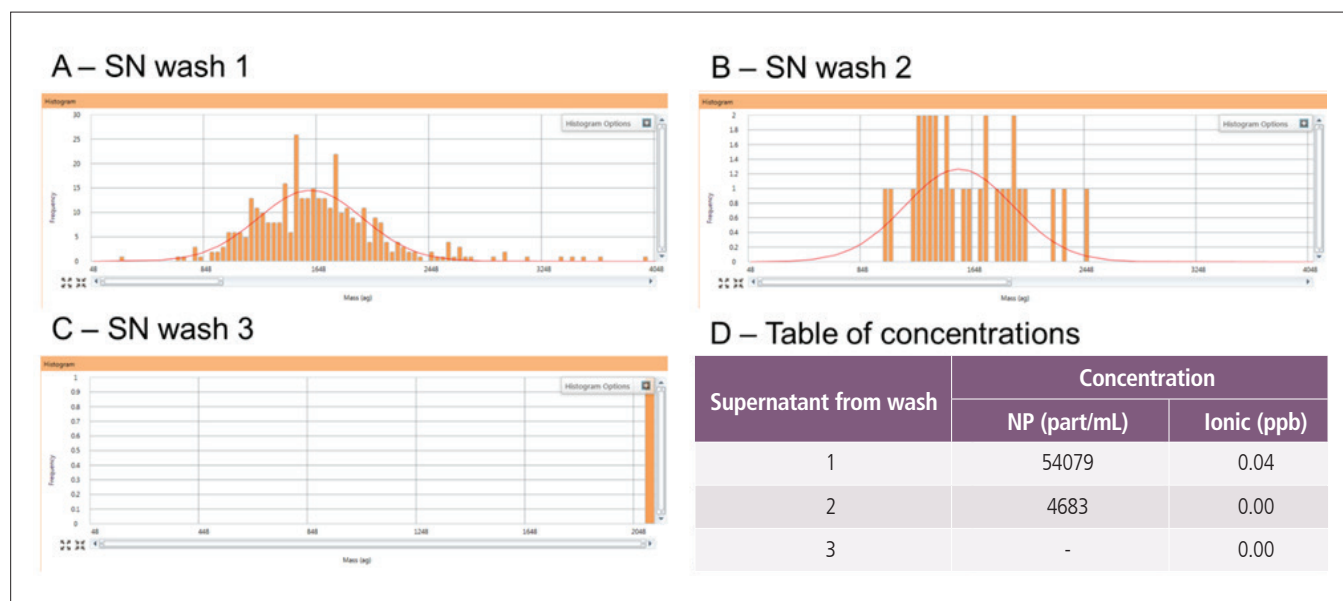 A – SN wash 1
Histogram
Histogram Options
30
25
20
15
10
5
0
Frequency
48 848 1648 2448 3248 4048
Mass (ag)
B – SN wash 2
Histogram
Histogram Options
2
1.8
1.6
1.4
1.2
1
0.8
0.6
0.4
0.2
0
Frequency
48 848 1648 2448 3248 4048
Mass (ag)
C – SN wash 3
Histogram
Histogram Options
1
0.9
0.8
0.7
0.6
0.5
0.4
0.3
0.2
0.1
0
Frequency
48 448 848 1248 1648 2048
Mass (ag)
D – Table of concentrations
Supernatant from wash
Concentration
NP (part/mL) Ionic (ppb)
1 54079 0.04
2 4683 0.00
3 - 0.00